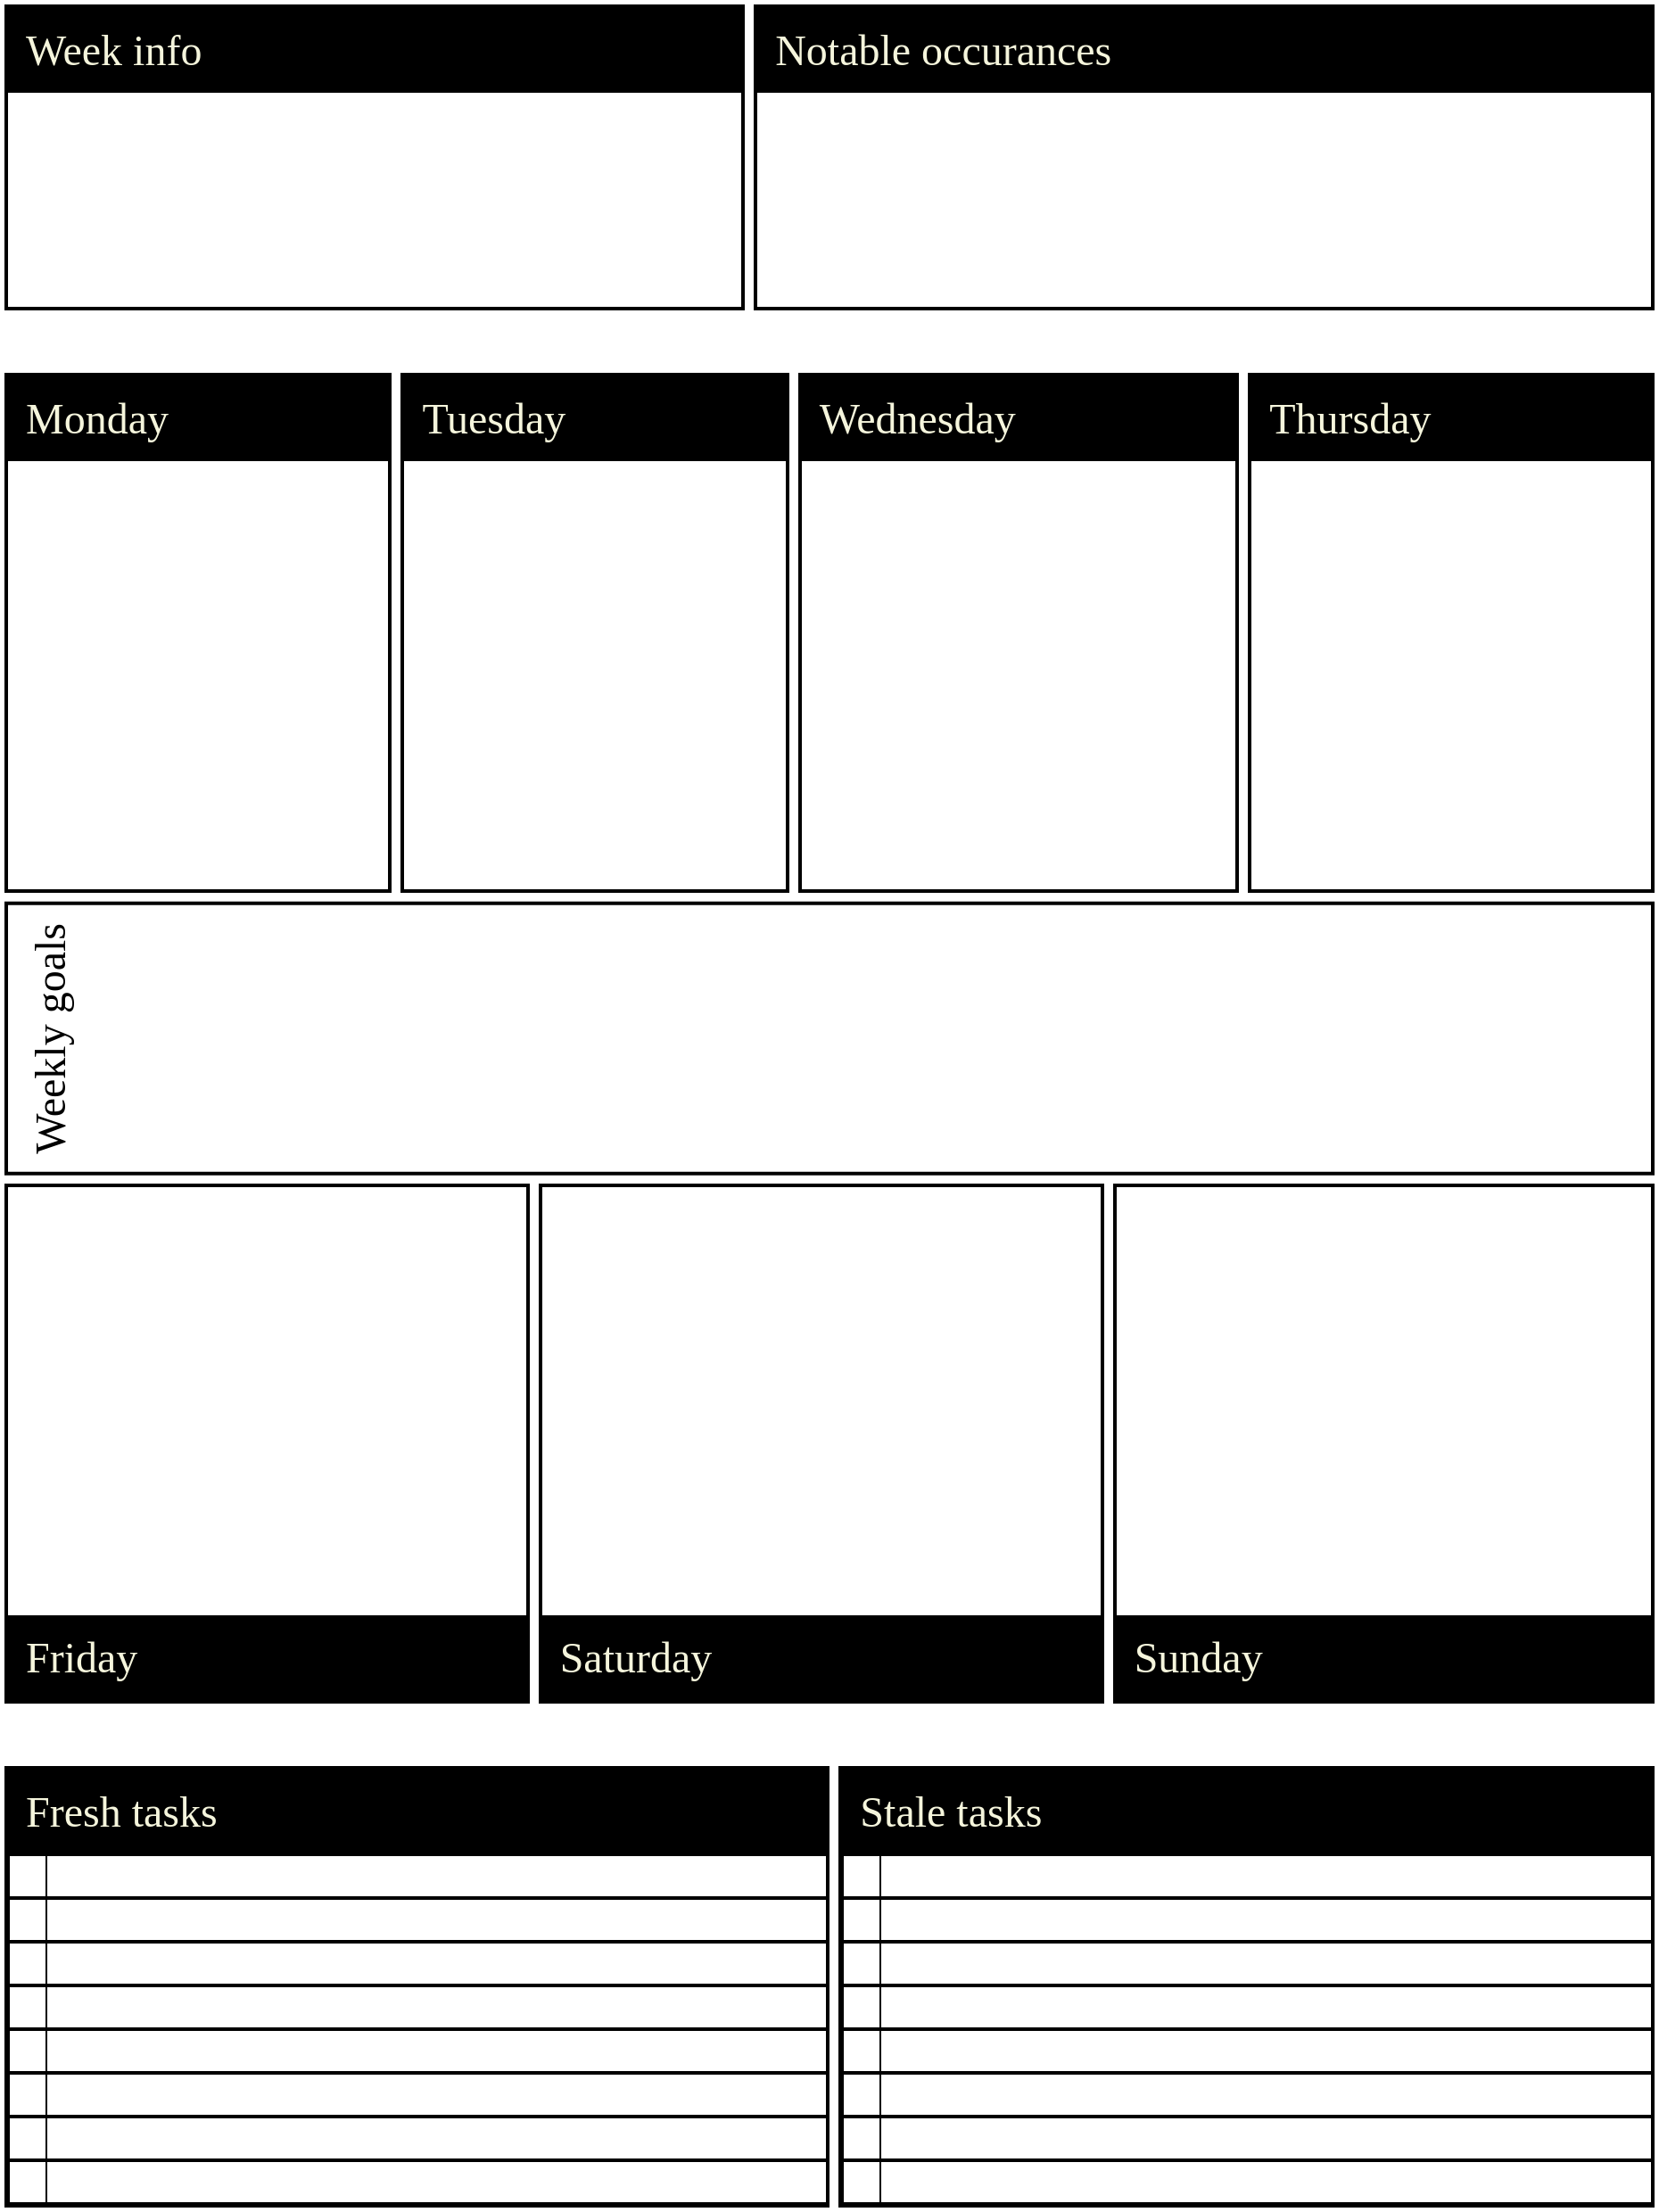 Week info
Notable occurances
Monday
Tuesday
Wednesday
Thursday
Weekly goals
Friday
Saturday
Sunday
Fresh tasks
Stale tasks